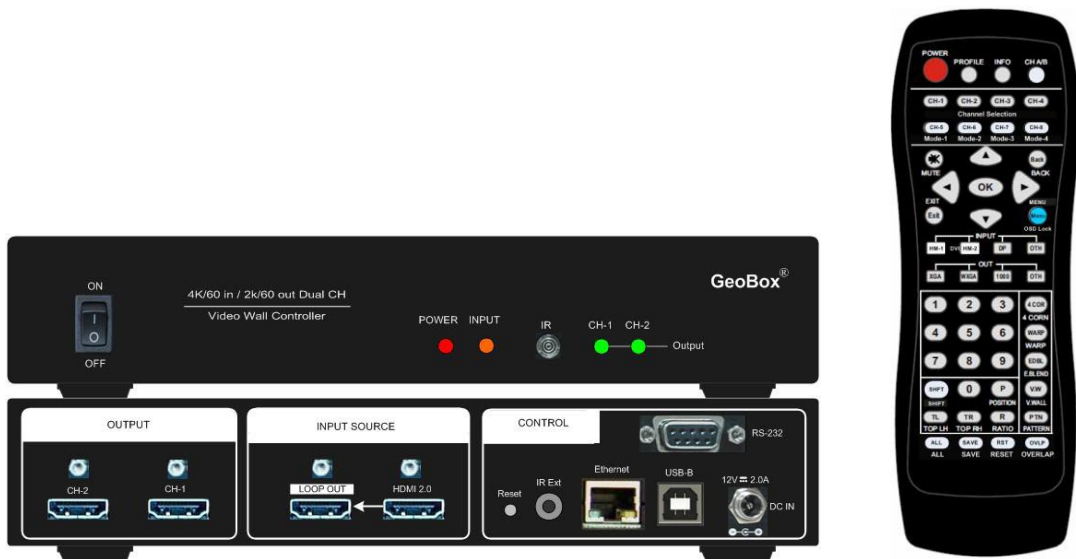 GeoBox®
ON
OFF
4K/60 in / 2k/60 out Dual CH
Video Wall Controller
POWER INPUT IR CH-1 CH-2
Output
OUTPUT
CH-2 CH-1
INPUT SOURCE
LOOP OUT HDMI 2.0
CONTROL
RS-232
Reset IR Ext Ethernet USB-B 12V 2.0A
DC IN
POWER PROFILE INFO CH A/B
CH-1 CH-2 CH-3 CH-4
Channel Selection
CH-5 CH-6 CH-7 CH-8
Mode-1 Mode-2 Mode-3 Mode-4
Back
MUTE BACK
OK
EXIT MENU
Exit Menu
OSD Lock
INPUT
HM-1 DVI HM-2 DP OTH
OUT
XGA WXGA 1080 OTH
1 2 3 4 COR
4 CORN
4 5 6 WARP
WARP
7 8 9 EDBL
E.BLEND
SHFT 0 P V.W
SHIFT POSITION V.WALL
TL TR R PTN
TOP LH TOP RH RATIO PATTERN
ALL SAVE RST OVLP
ALL SAVE RESET OVERLAP